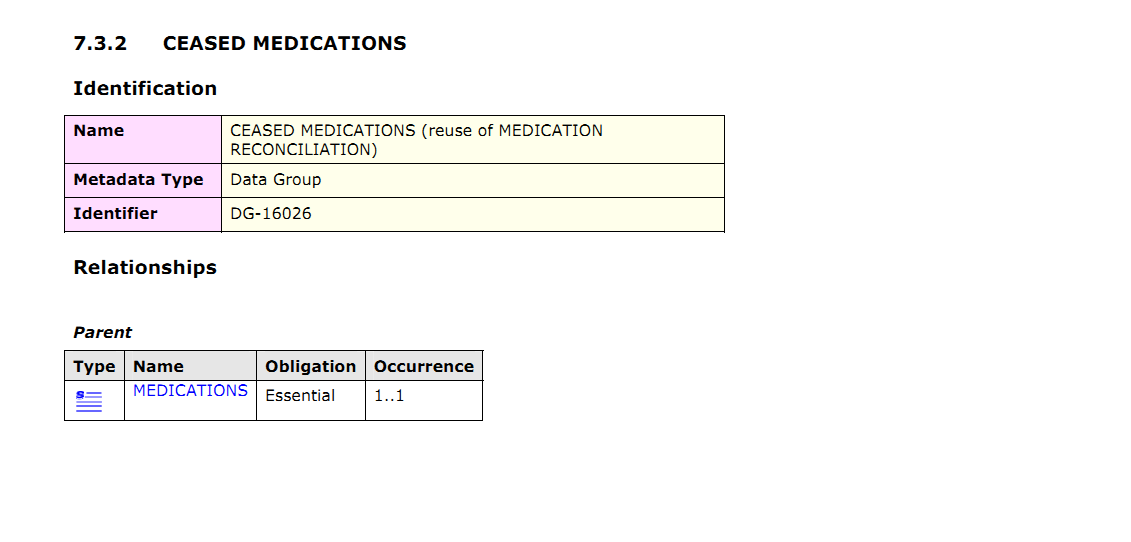 7.3.2 CEASED MEDICATIONS
Identification
Name CEASED MEDICATIONS (reuse of MEDICATION
RECONCILIATION)
Metadata Type Data Group
Identifier DG-16026
Relationships
Parent
Type Name Obligation Occurrence
s MEDICATIONS Essential 1..1